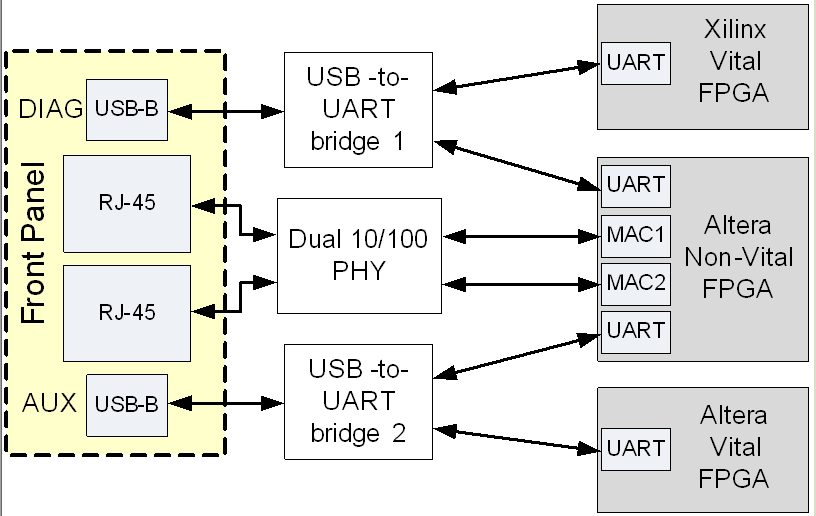 DIAG
USB-B
Front Panel
RJ-45
RJ-45
AUX
USB-B
USB -to-
UART
bridge 1
Dual 10/100
PHY
USB -to-
UART
bridge 2
UART
Xilinx
Vital
FPGA
UART
MAC1
MAC2
UART
Altera
Non-Vital
FPGA
UART
Altera
Vital
FPGA